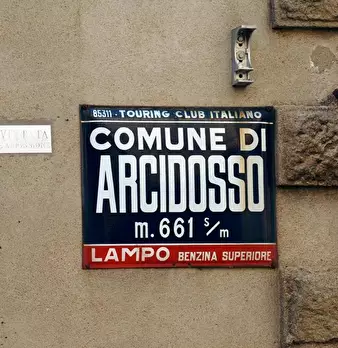 85311 - TOURING CLUB ITALIANO
COMUNE DI
ARCIDOSSO
m. 661 s/m
LAMPO BENZINA SUPERIORE